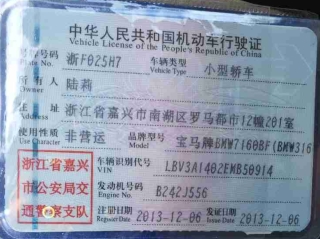 中华人民共和国机动车行驶证
Vehicle License of the People's Republic of China
号牌号码 浙F025H7 车辆类型 小型轿车
Plate No. Vehicle Type
所有人 陆莉
Owner
住址 浙江省嘉兴市南湖区罗马都市12幢201室
Address
使用性质 非营运 品牌型号 宝马牌BMW7160BF(BMW316
Use Character Model
浙江省嘉兴 车辆识别代号 LBV3A1402EMB50914
VIN
市公安局交 发动机号码 B242J556
Engine No.
通警察支队 注册日期 2013-12-06 发证日期 2013-12-06
Register Date Issue Date